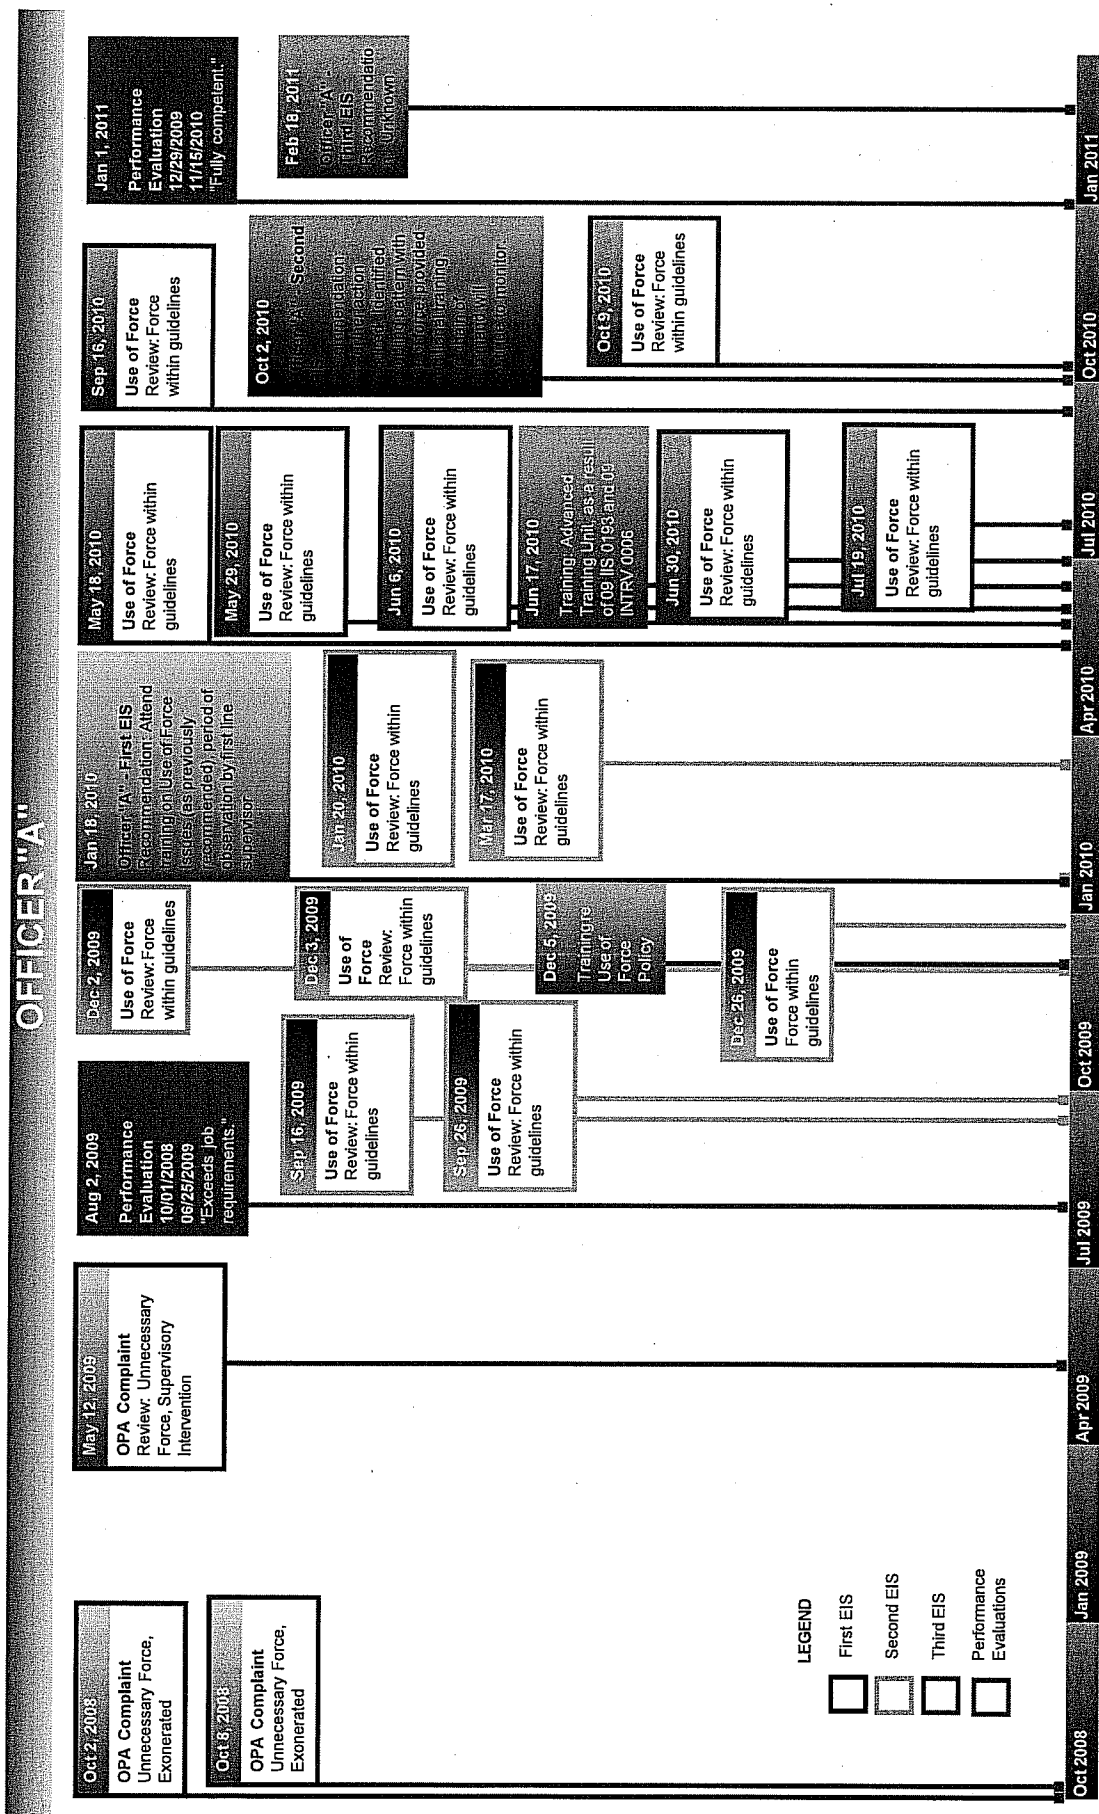 OFFICER "A"
Oct 2, 2008
OPA Complaint
Unnecessary Force,
Exonerated
Oct 8, 2008
OPA Complaint
Unnecessary Force,
Exonerated
May 12, 2009
OPA Complaint
Review: Unnecessary
Force, Supervisory
Intervention
Aug 2, 2009
Performance
Evaluation
10/01/2008
06/25/2009
"Exceeds job
requirements."
Sep 16, 2009
Use of Force
Review: Force within
guidelines
Sep 26, 2009
Use of Force
Review: Force within
guidelines
Dec 2, 2009
Use of Force
Review: Force
within guidelines
Dec 3, 2009
Use of
Force
Review:
Force within
guidelines
Dec 5, 2009
Training
Use of
Force
Policy
Dec 26, 2009
Use of Force
Force within
guidelines
Jan 18, 2010
Officer "A" - First EIS
Recommendation: Attend
training on Use of Force
issues (as previously
recommended), period of
observation by first line
supervisor.
Jan 20, 2010
Use of Force
Review: Force within
guidelines
Mar 17, 2010
Use of Force
Review: Force within
guidelines
May 18, 2010
Use of Force
Review: Force within
guidelines
May 29, 2010
Use of Force
Review: Force within
guidelines
Jun 6, 2010
Use of Force
Review: Force within
guidelines
Jun 17, 2010
Training: Advanced
Training Unit as a result
of 09 IIS 0193 and 09
INTRV 0006
Jun 30, 2010
Use of Force
Review: Force within
guidelines
Jul 19, 2010
Use of Force
Review: Force within
guidelines
Sep 16, 2010
Use of Force
Review: Force
within guidelines
Oct 2, 2010
Second
identified
pattern with
force, provided
training
will
monitor
Oct 9, 2010
Use of Force
Review: Force
within guidelines
Jan 1, 2011
Performance
Evaluation
12/29/2009
11/15/2010
"Fully competent."
Feb 18, 2011
Officer "A" -
Third EIS
Recommendatio
Unknown
LEGEND
First EIS
Second EIS
Third EIS
Performance
Evaluations
Oct 2008
Jan 2009
Apr 2009
Jul 2009
Oct 2009
Jan 2010
Apr 2010
Jul 2010
Oct 2010
Jan 2011